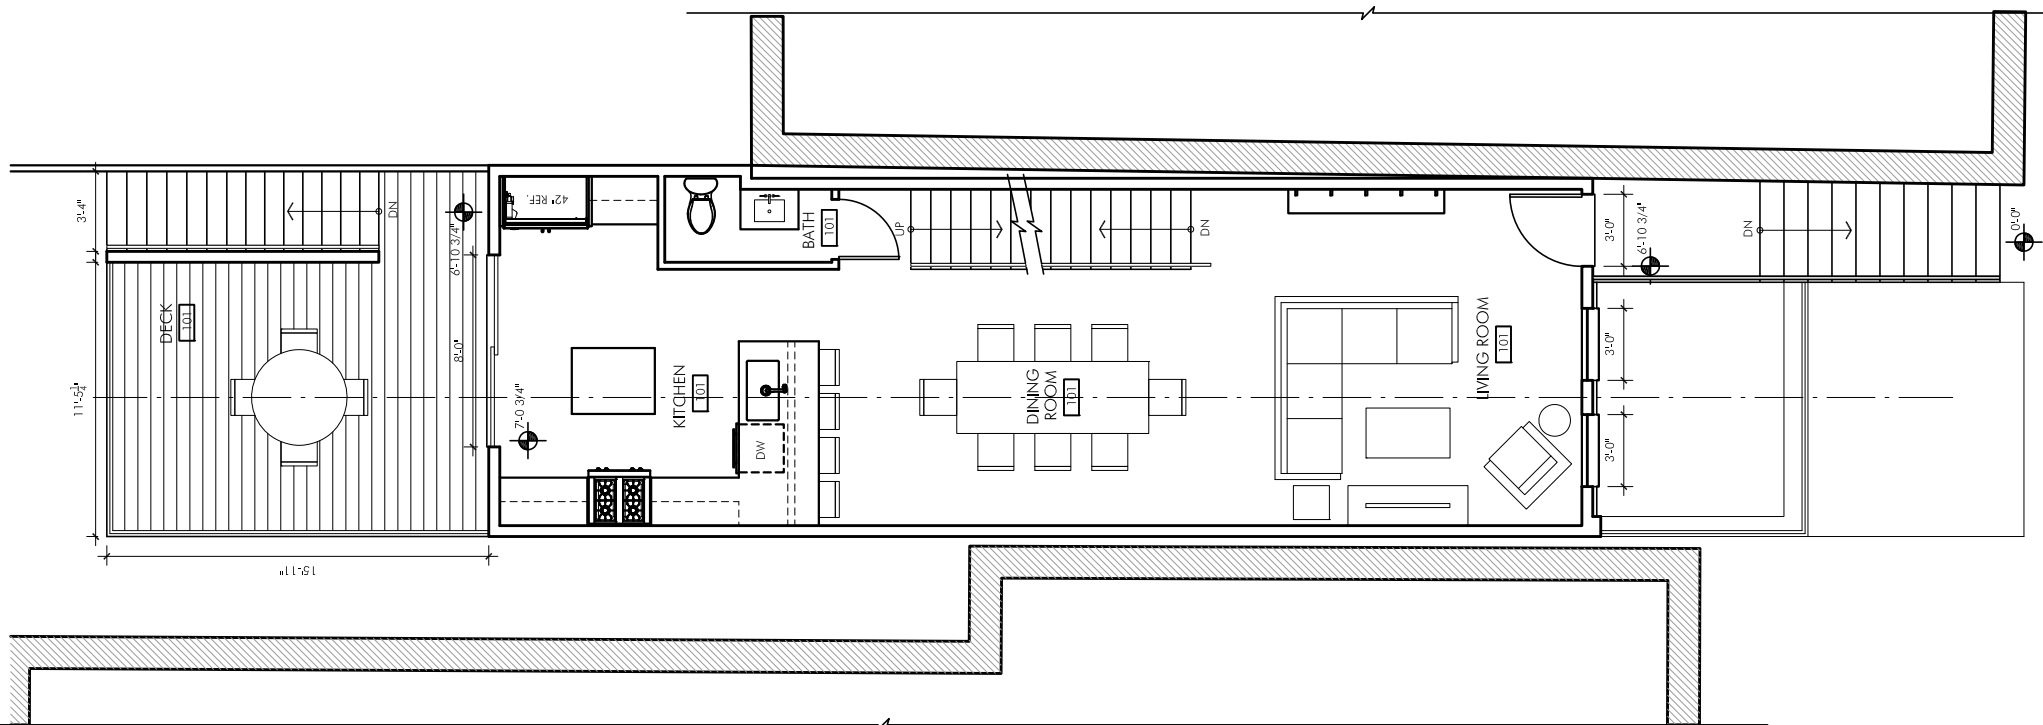 3'-4"
11'-5¼"
DECK
101
DN
6'-10 3/4"
8'-0"
15'-11"
42" REF.
7'-0 3/4"
KITCHEN
101
DW
BATH
101
UP
DN
DINING
ROOM
101
LIVING ROOM
101
3'-0"
6'-10 3/4"
3'-0"
3'-0"
DN
0'-0"